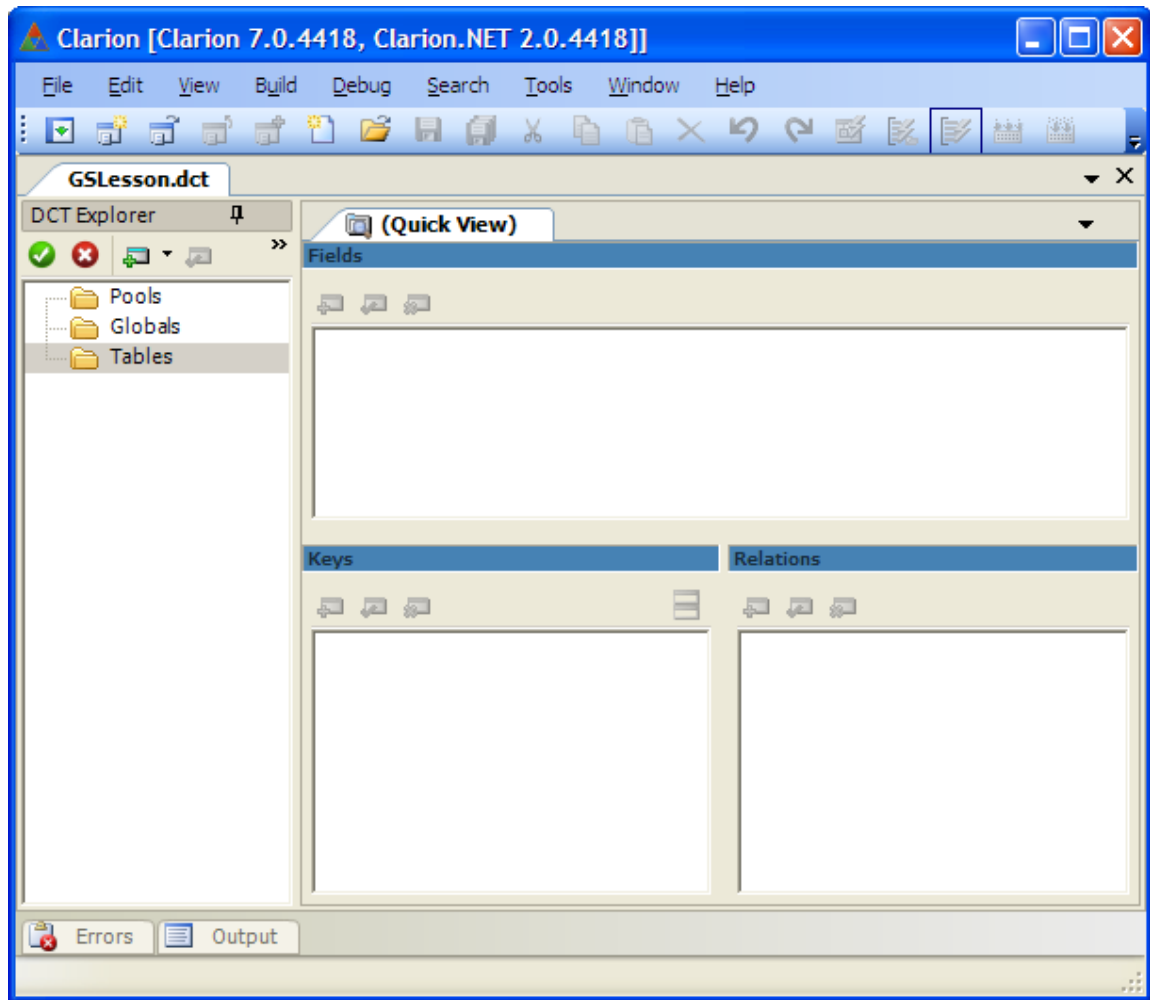 Clarion [Clarion 7.0.4418, Clarion.NET 2.0.4418]]
File Edit View Build Debug Search Tools Window Help
GSLesson.dct
DCT Explorer
(Quick View)
Fields
Pools
Globals
Tables
Keys
Relations
Errors
Output